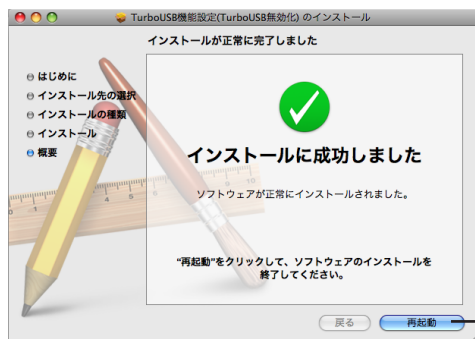 TurboUSB機能設定(TurboUSB無効化) のインストール
インストールが正常に完了しました
はじめに
インストール先の選択
インストールの種類
インストール
概要
インストールに成功しました
ソフトウェアが正常にインストールされました。
“再起動”をクリックして、ソフトウェアのインストールを
終了してください。
戻る
再起動